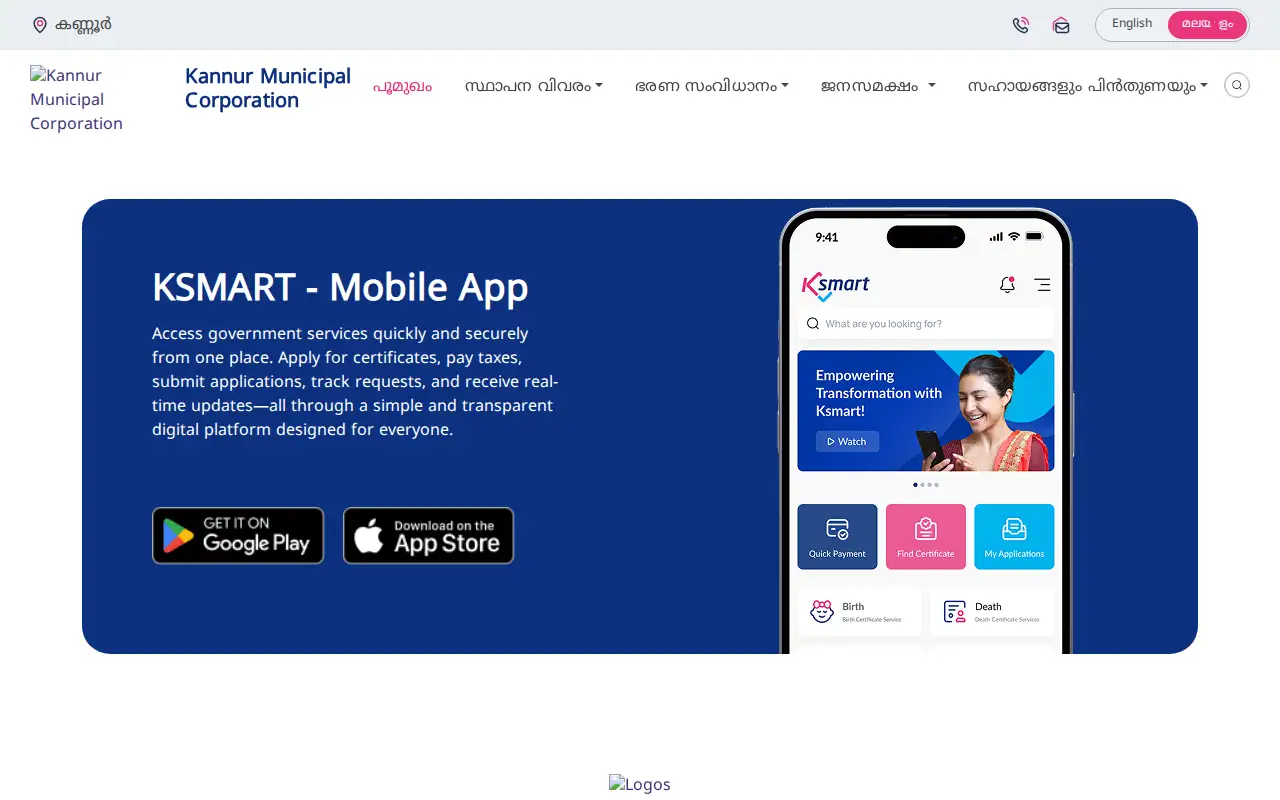 കണ്ണൂർ
English
Kannur Municipal Corporation
Kannur Municipal
Corporation
പൂമുഖം
സ്ഥാപന വിവരം
ഭരണ സംവിധാനം
ജനസമക്ഷം
സഹായങ്ങളും പിൻതുണയും
KSMART - Mobile App
Access government services quickly and securely
from one place. Apply for certificates, pay taxes,
submit applications, track requests, and receive real-
time updates—all through a simple and transparent
digital platform designed for everyone.
GET IT ON
Google Play
Download on the
App Store
9:41
Ksmart
What are you looking for?
Empowering
Transformation with
Ksmart!
Watch
Quick Payment
Find Certificate
My Applications
Birth
Birth Certificate Service
Death
Death Certificate Services
Logos